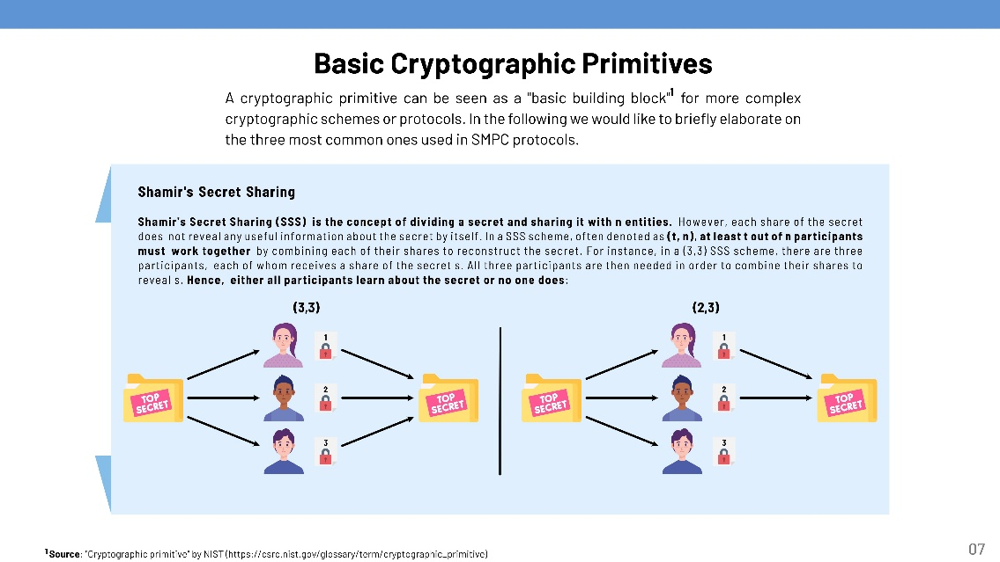 Basic Cryptographic Primitives
A cryptographic primitive can be seen as a "basic building block"¹ for more complex
cryptographic schemes or protocols. In the following we would like to briefly elaborate on
the three most common ones used in SMPC protocols.
Shamir's Secret Sharing
Shamir's Secret Sharing (SSS) is the concept of dividing a secret and sharing it with n entities. However, each share of the secret
does not reveal any useful information about the secret by itself. In a SSS scheme, often denoted as (t, n), at least t out of n participants
must work together by combining each of their shares to reconstruct the secret. For instance, in a (3,3) SSS scheme, there are three
participants, each of whom receives a share of the secret s. All three participants are then needed in order to combine their shares to
reveal s. Hence, either all participants learn about the secret or no one does:
(3,3)
1
2
3
TOP
SECRET
TOP
SECRET
(2,3)
1
2
3
TOP
SECRET
TOP
SECRET
¹Source: "Cryptographic primitive" by NIST (https://csrc.nist.gov/glossary/term/cryptographic_primitive)
07